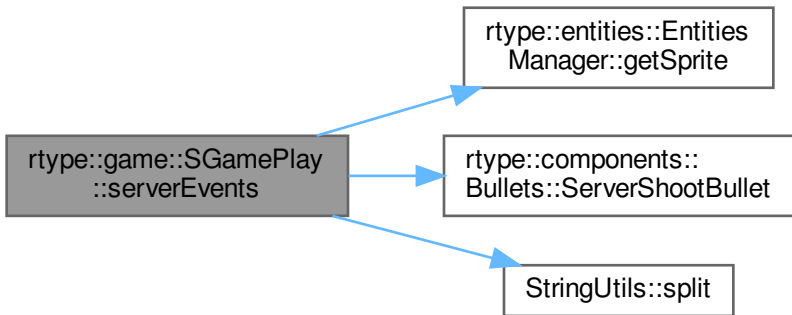 rtype::game::SGamePlay
::serverEvents
rtype::entities::Entities
Manager::getSprite
rtype::components::
Bullets::ServerShootBullet
StringUtils::split